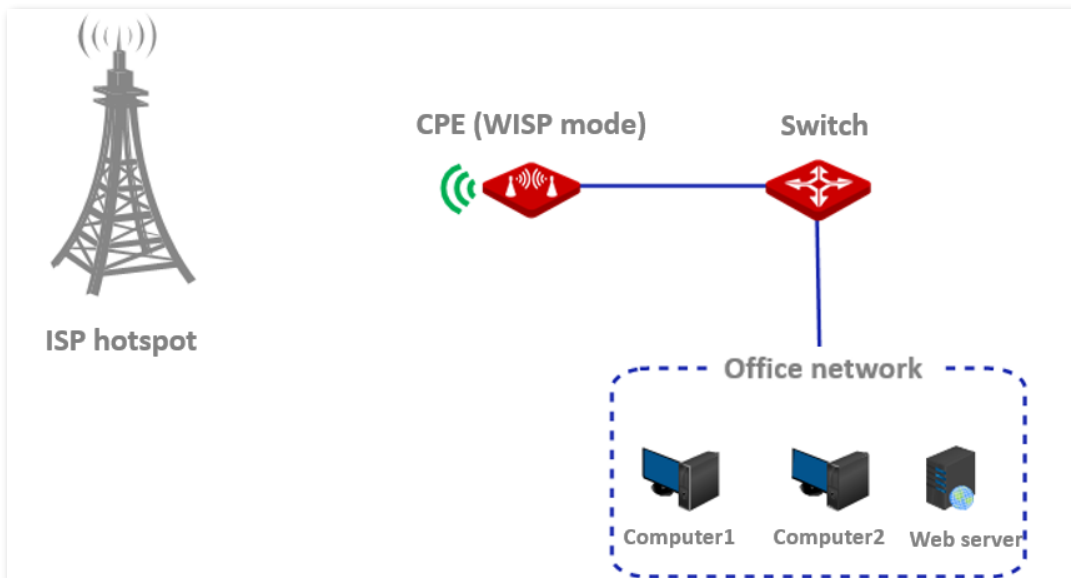 CPE (WISP mode)
Switch
ISP hotspot
Office network
Computer1
Computer2
Web server